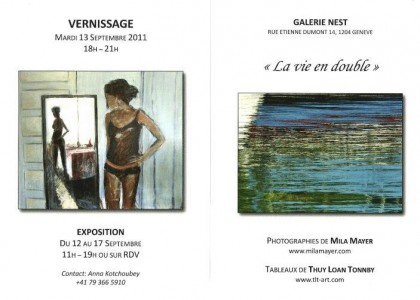 VERNISSAGE
MARDI 13 SEPTEMBRE 2011
18H – 21H
EXPOSITION
DU 12 AU 17 SEPTEMBRE
11H – 19H OU SUR RDV
Contact: Anna Kotchoubey
+41 79 366 5910
GALERIE NEST
RUE ETIENNE DUMONT 14, 1204 GENEVE
« La vie en double »
PHOTOGRAPHIES DE MILA MAYER
www.milamayer.com
TABLEAUX DE THUY LOAN TONNBY
www.tlt-art.com